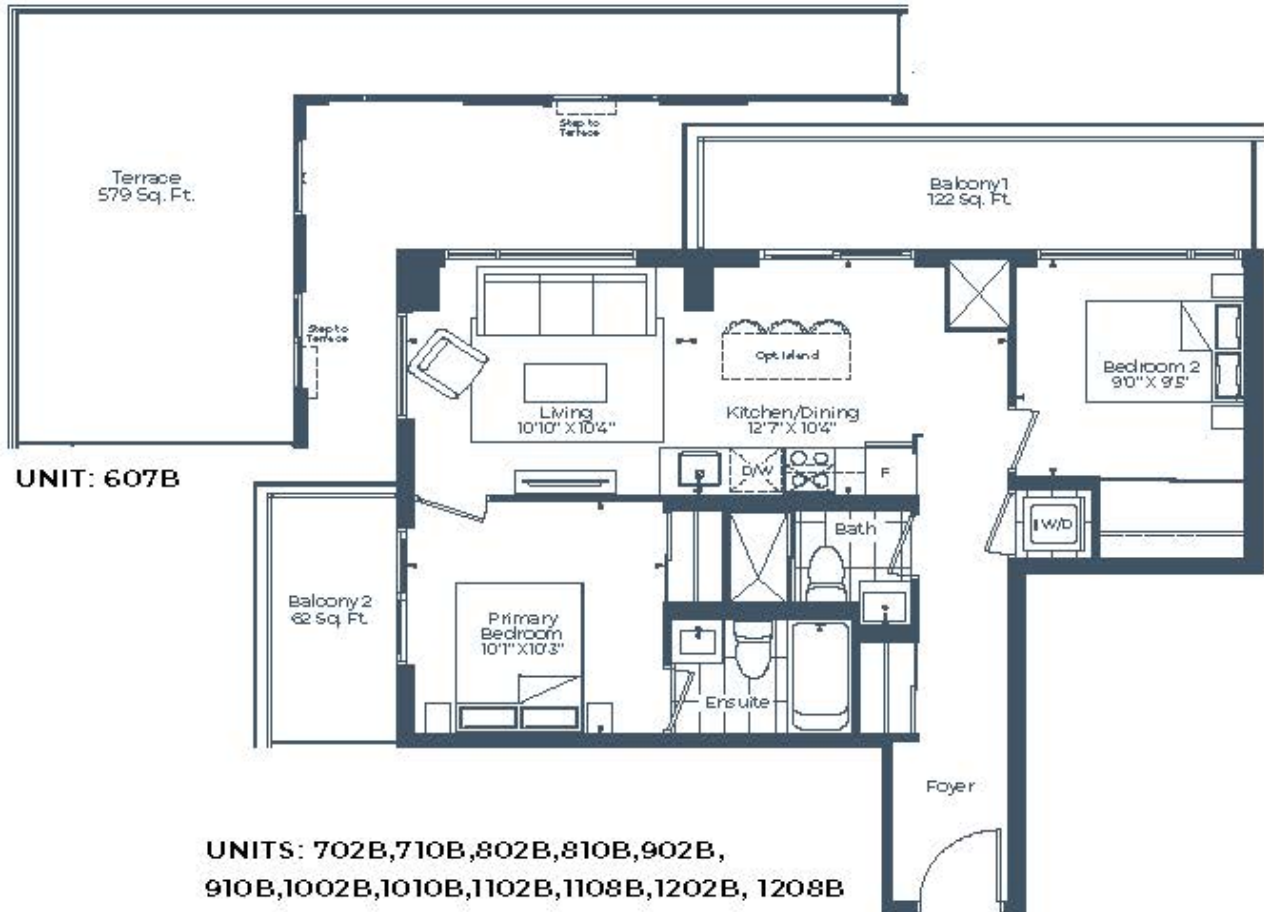 Step to
Terrace
Terrace
579 Sq. Ft.
Balcony 1
122 Sq. Ft.
Step to
Terrace
Opt Island
Bedroom 2
9'0" X 9'5"
Living
10'10" X 10'4"
Kitchen/Dining
12'7" X 10'4"
D/W
F
UNIT: 607B
Bath
W/D
Balcony 2
62 Sq. Ft.
Primary
Bedroom
10'1" X 10'3"
Ensuite
Foyer
UNITS: 702B,710B,802B,810B,902B,
910B,1002B,1010B,1102B,1108B,1202B, 1208B